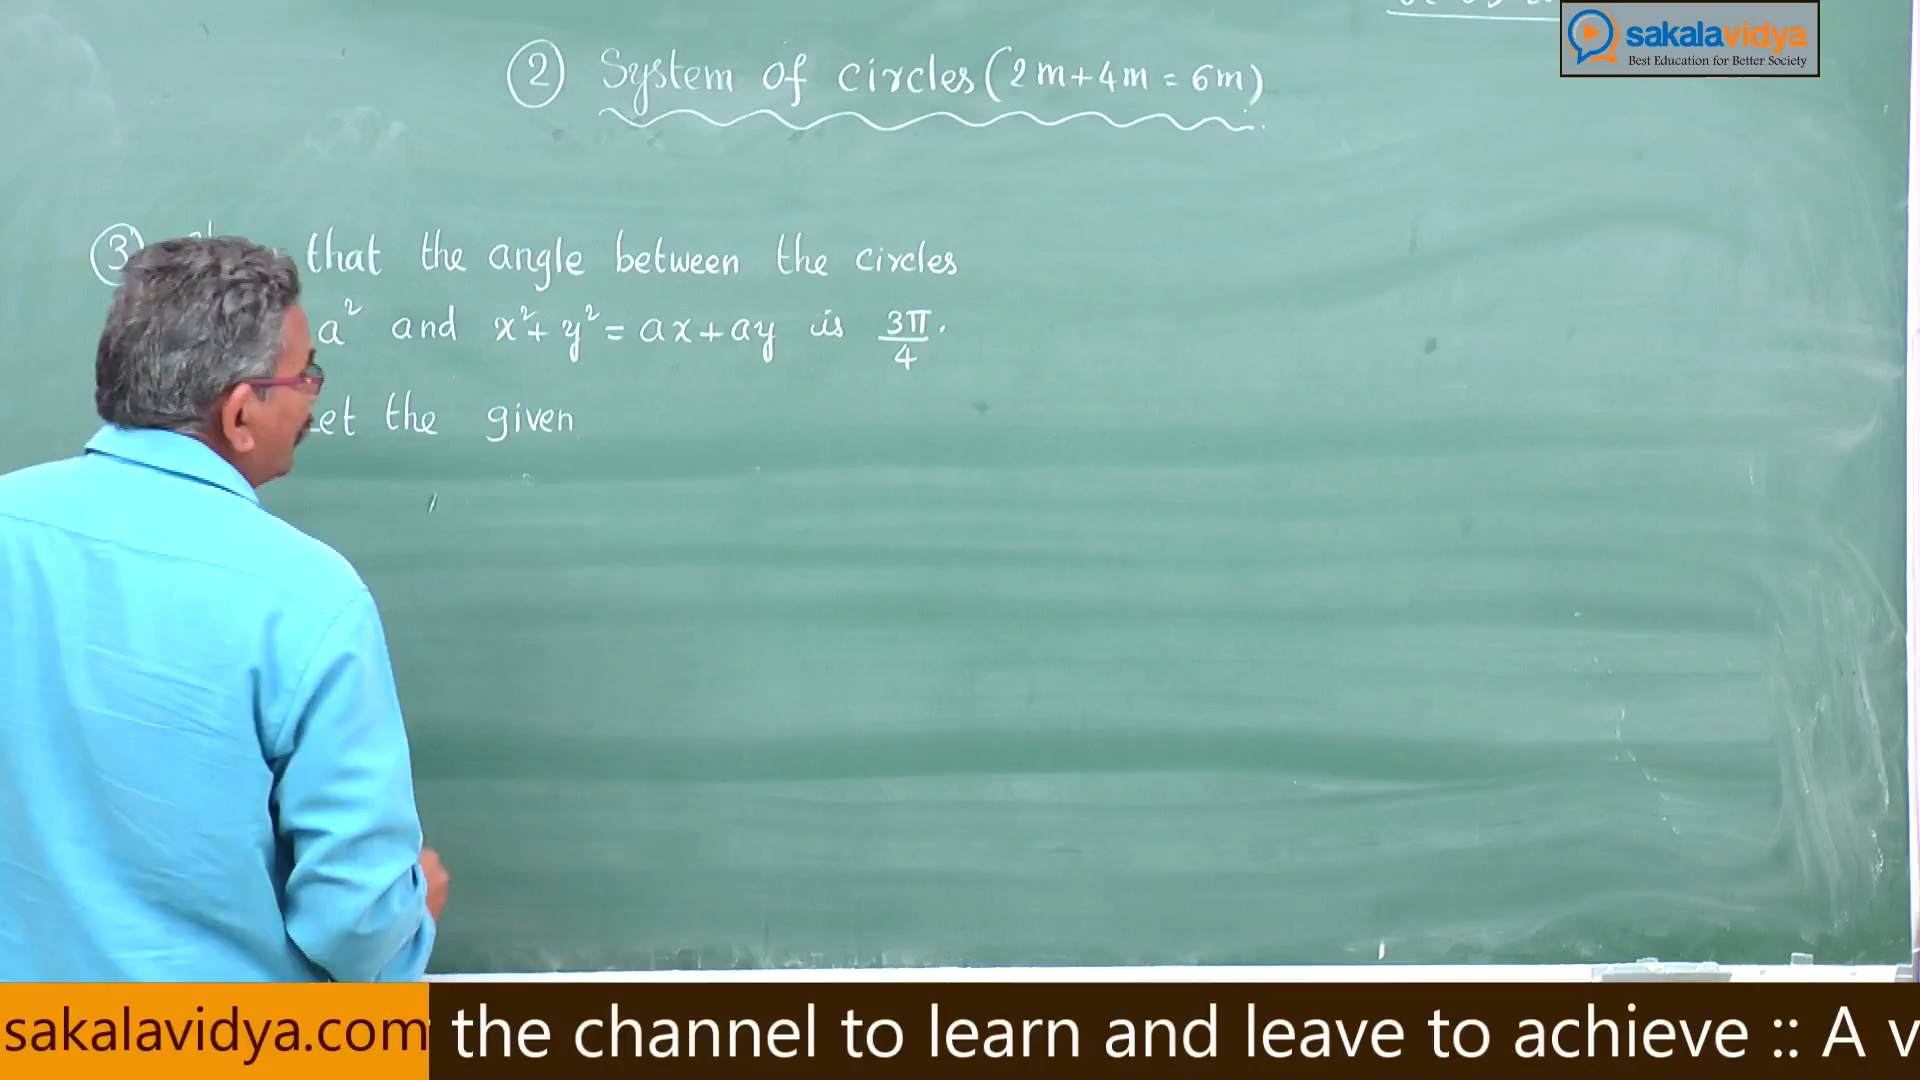 sakalavidya
Best Education for Better Society
② System of circles (2m+4m = 6m)
③ that the angle between the circles
a² and x²+y² = ax+ay is 3π/4.
Let the given
sakalavidya.com the channel to learn and leave to achieve :: A v